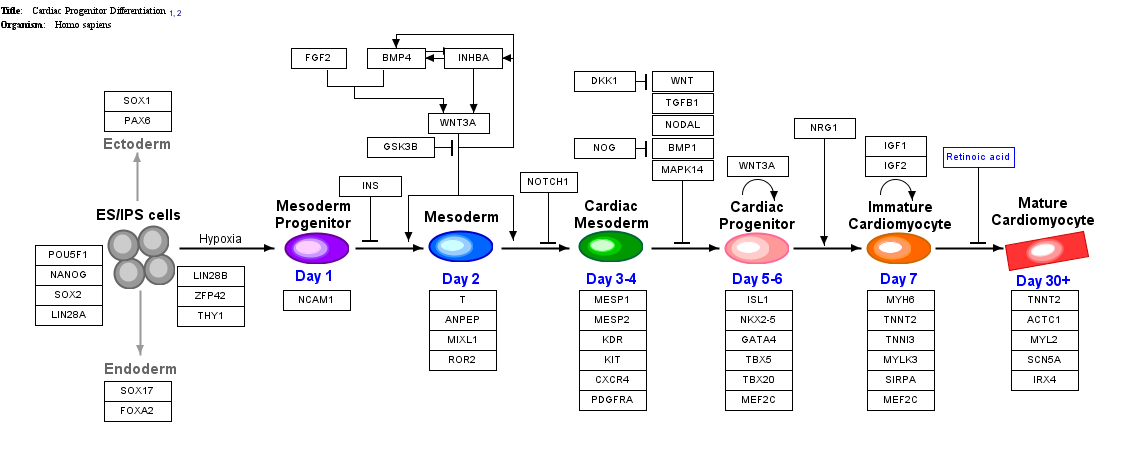 Title: Cardiac Progenitor Differentiation 1, 2
Organism: Homo sapiens
FGF2
BMP4
INHBA
WNT3A
GSK3B
INS
NOTCH1
DKK1
WNT
TGFB1
NODAL
NOG
BMP1
MAPK14
WNT3A
NRG1
IGF1
IGF2
Retinoic acid
SOX1
PAX6
Ectoderm
ES/IPS cells
POU5F1
NANOG
SOX2
LIN28A
LIN28B
ZFP42
THY1
Endoderm
SOX17
FOXA2
Hypoxia
Mesoderm
Progenitor
Day 1
NCAM1
Mesoderm
Day 2
T
ANPEP
MIXL1
ROR2
Cardiac
Mesoderm
Day 3-4
MESP1
MESP2
KDR
KIT
CXCR4
PDGFRA
Cardiac
Progenitor
Day 5-6
ISL1
NKX2-5
GATA4
TBX5
TBX20
MEF2C
Immature
Cardiomyocyte
Day 7
MYH6
TNNT2
TNNI3
MYLK3
SIRPA
MEF2C
Mature
Cardiomyocyte
Day 30+
TNNT2
ACTC1
MYL2
SCN5A
IRX4